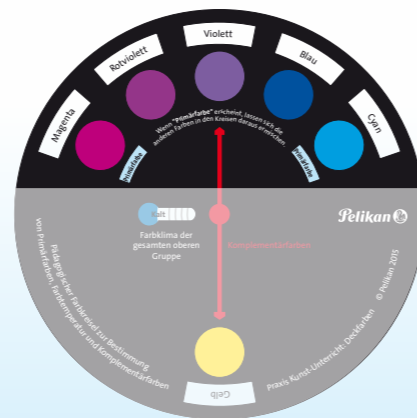 Violett
Rotviolett
Blau
Magenta
Cyan
Wenn "Primärfarbe" erscheint, lassen sich die
anderen Farben in den Kreisen daraus ermischen.
Primärfarbe
Primärfarbe
kalt
Farbklima der
gesamten oberen
Gruppe
Pelikan
Komplementärfarben
Gelb
Pädagogischer Farbkreisel zur Bestimmung
von Primärfarben, Farbtemperatur und Komplementärfarben
Praxis Kunst-Unterricht: Deckfarben © Pelikan 2015